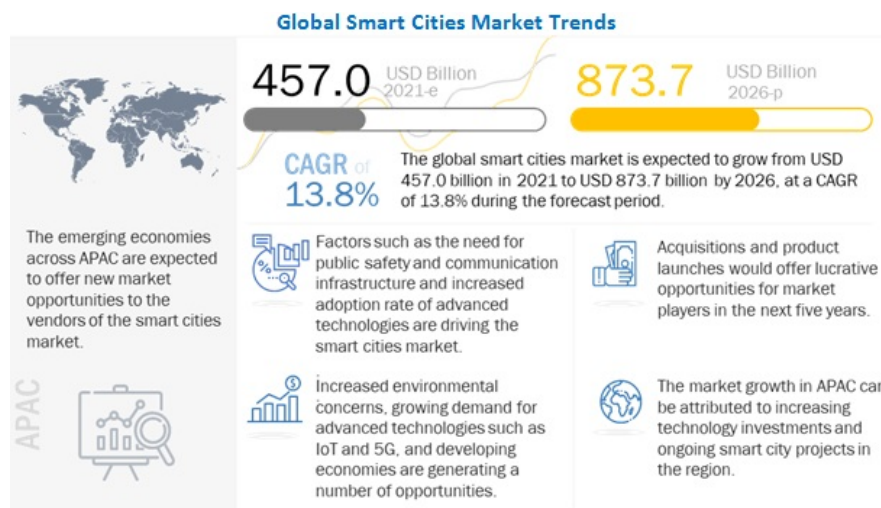 Global Smart Cities Market Trends
457.0 USD Billion
2021-e
873.7 USD Billion
2026-p
CAGR of
13.8%
The global smart cities market is expected to grow from USD
457.0 billion in 2021 to USD 873.7 billion by 2026, at a CAGR
of 13.8% during the forecast period.
The emerging economies
across APAC are expected
to offer new market
opportunities to the
vendors of the smart cities
market.
APAC
Factors such as the need for
public safety and communication
infrastructure and increased
adoption rate of advanced
technologies are driving the
smart cities market.
Acquisitions and product
launches would offer lucrative
opportunities for market
players in the next five years.
Increased environmental
concerns, growing demand for
advanced technologies such as
IoT and 5G, and developing
economies are generating a
number of opportunities.
The market growth in APAC can
be attributed to increasing
technology investments and
ongoing smart city projects in
the region.